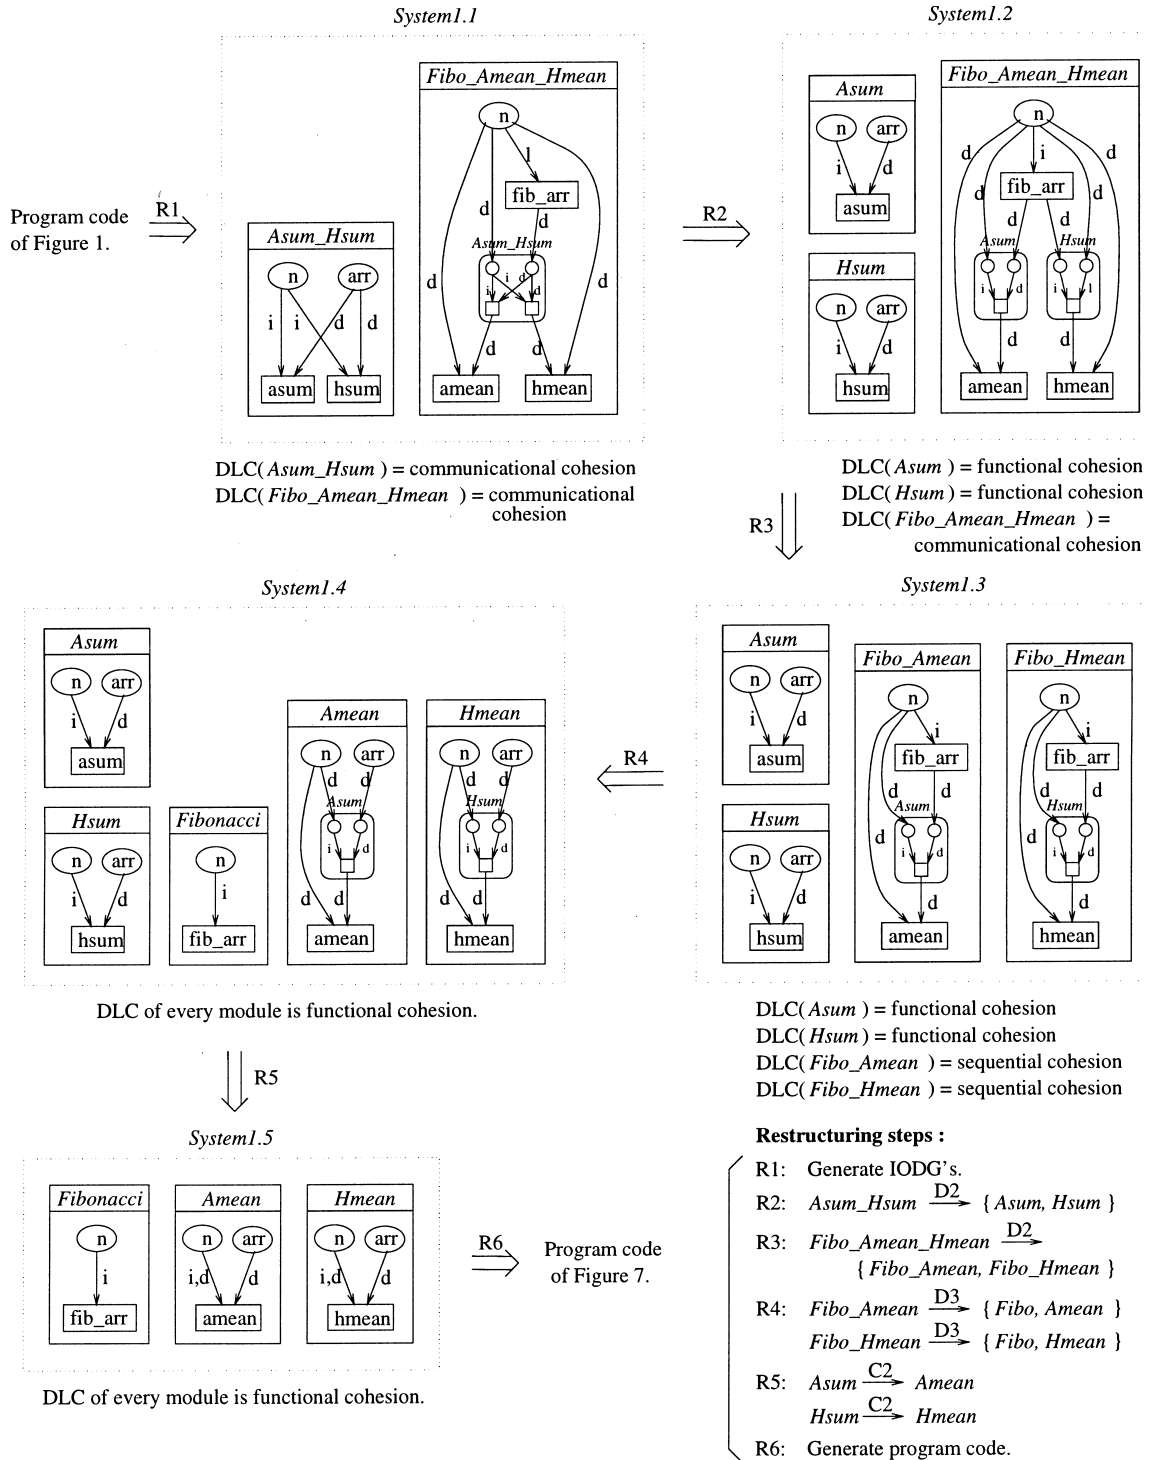 System1.1
Fibo_Amean_Hmean
n
l
fib_arr
d
d
Asum_Hsum
i
i
d
d
d
d
d
d
amean
hmean
Program code
of Figure 1.
R1
Asum_Hsum
n
arr
i
i
d
d
asum
hsum
DLC( Asum_Hsum ) = communicational cohesion
DLC( Fibo_Amean_Hmean ) = communicational
cohesion
R2
System1.2
Asum
n
arr
i
d
asum
Hsum
n
arr
i
d
hsum
Fibo_Amean_Hmean
n
d
i
d
fib_arr
d
d
d
d
Asum
Hsum
i
d
i
l
d
d
amean
hmean
DLC( Asum ) = functional cohesion
DLC( Hsum ) = functional cohesion
DLC( Fibo_Amean_Hmean ) =
communicational cohesion
R3
System1.3
Asum
n
arr
i
d
asum
Hsum
n
arr
i
d
hsum
Fibo_Amean
n
i
fib_arr
d
d
Asum
d
i
d
d
amean
Fibo_Hmean
n
i
fib_arr
d
d
Hsum
d
i
d
d
hmean
DLC( Asum ) = functional cohesion
DLC( Hsum ) = functional cohesion
DLC( Fibo_Amean ) = sequential cohesion
DLC( Fibo_Hmean ) = sequential cohesion
R4
System1.4
Asum
n
arr
i
d
asum
Hsum
n
arr
i
d
hsum
Fibonacci
n
i
fib_arr
Amean
n
arr
d
d
Asum
i
d
d
d
amean
Hmean
n
arr
d
d
Hsum
i
d
d
d
hmean
DLC of every module is functional cohesion.
R5
System1.5
Fibonacci
n
i
fib_arr
Amean
n
arr
i,d
d
amean
Hmean
n
arr
i,d
d
hmean
DLC of every module is functional cohesion.
R6
Program code
of Figure 7.
Restructuring steps :
R1: Generate IODG's.
R2: Asum_Hsum D2 { Asum, Hsum }
R3: Fibo_Amean_Hmean D2
{ Fibo_Amean, Fibo_Hmean }
R4: Fibo_Amean D3 { Fibo, Amean }
Fibo_Hmean D3 { Fibo, Hmean }
R5: Asum C2 Amean
Hsum C2 Hmean
R6: Generate program code.